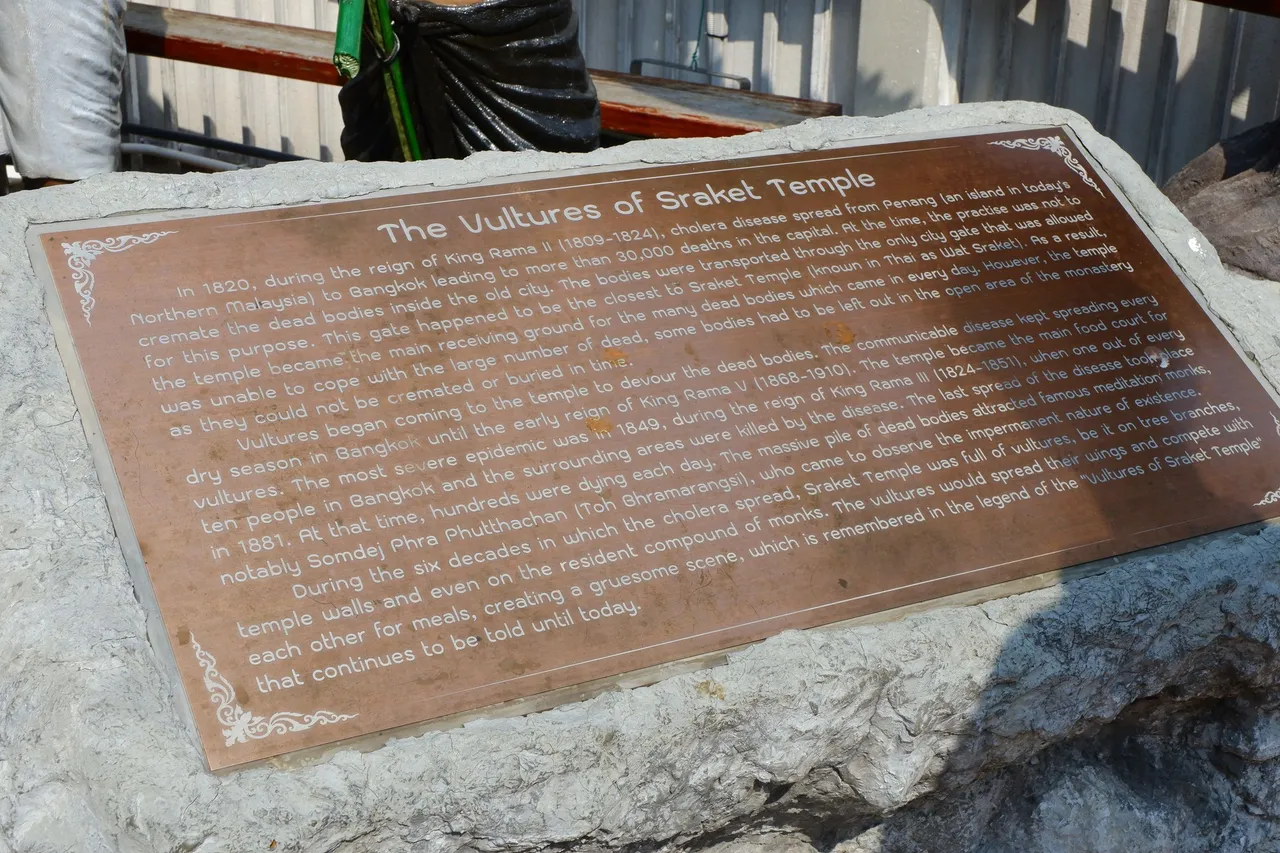 The Vultures of Sraket Temple
In 1820, during the reign of King Rama II (1809-1824), cholera disease spread from Penang (an island in today's
Northern Malaysia) to Bangkok leading to more than 30,000 deaths in the capital. At the time, the practise was not to
cremate the dead bodies inside the old city. The bodies were transported through the only city gate that was allowed
for this purpose. This gate happened to be the closest to Sraket Temple (known in Thai as Wat Sraket). As a result,
the temple became the main receiving ground for the many dead bodies which came in every day. However, the temple
was unable to cope with the large number of dead, some bodies had to be left out in the open area of the monastery
as they could not be cremated or buried in time.
Vultures began coming to the temple to devour the dead bodies. The communicable disease kept spreading every
dry season in Bangkok until the early reign of King Rama V (1868-1910). The temple became the main food court for
vultures. The most severe epidemic was in 1849, during the reign of King Rama III (1824-1851), when one out of every
ten people in Bangkok and the surrounding areas were killed by the disease. The last spread of the disease took place
in 1881. At that time, hundreds were dying each day. The massive pile of dead bodies attracted famous meditation monks,
notably Somdej Phra Phutthachan (Toh Bhramarangsi), who came to observe the impermanent nature of existence.
During the six decades in which the cholera spread, Sraket Temple was full of vultures, be it on tree branches,
temple walls and even on the resident compound of monks. The vultures would spread their wings and compete with
each other for meals, creating a gruesome scene, which is remembered in the legend of the "Vultures of Sraket Temple"
that continues to be told until today.